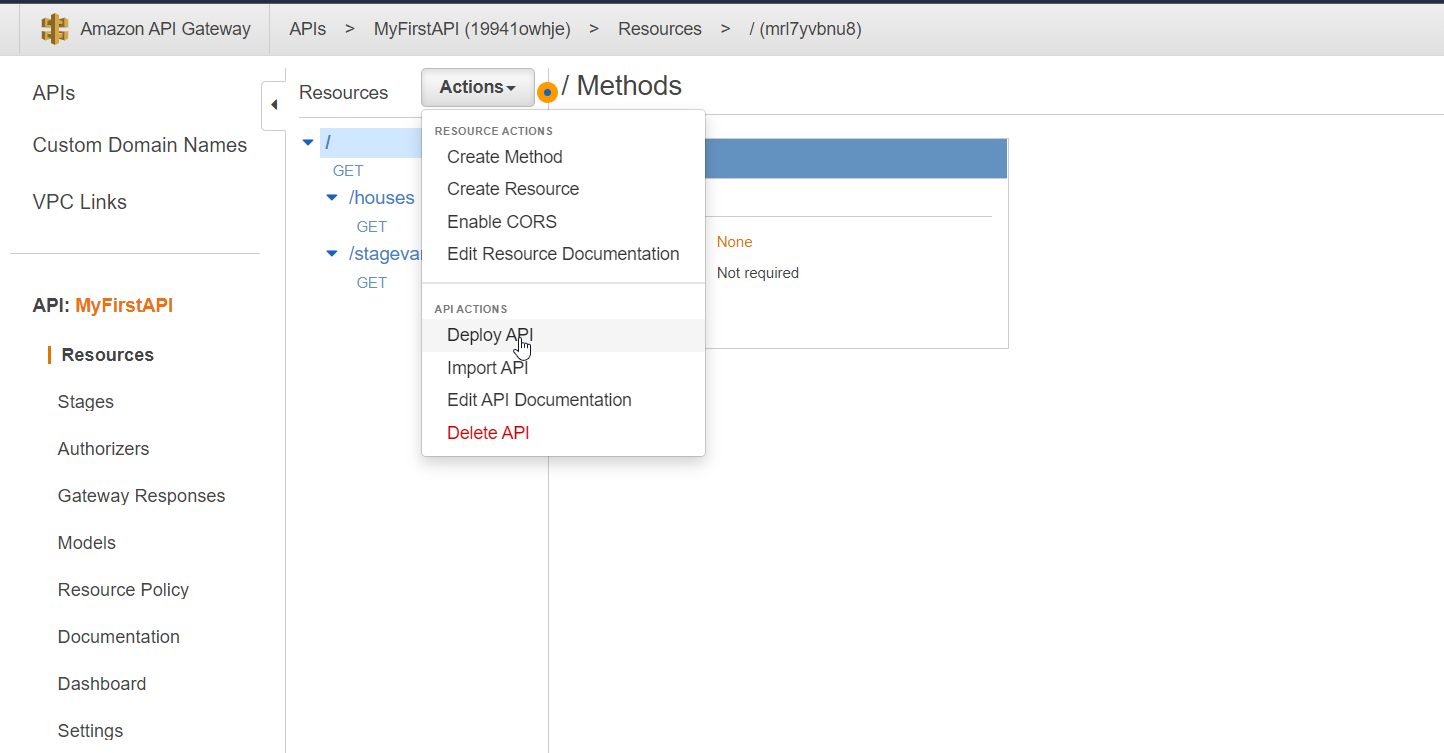 Amazon API Gateway APIs > MyFirstAPI (19941owhje) > Resources > / (mrl7yvbnu8)
APIs
Custom Domain Names
VPC Links
API: MyFirstAPI
Resources
Stages
Authorizers
Gateway Responses
Models
Resource Policy
Documentation
Dashboard
Settings
Resources
Actions
/ Methods
/
GET
/houses
GET
/stageva
GET
RESOURCE ACTIONS
Create Method
Create Resource
Enable CORS
Edit Resource Documentation
API ACTIONS
Deploy API
Import API
Edit API Documentation
Delete API
None
Not required